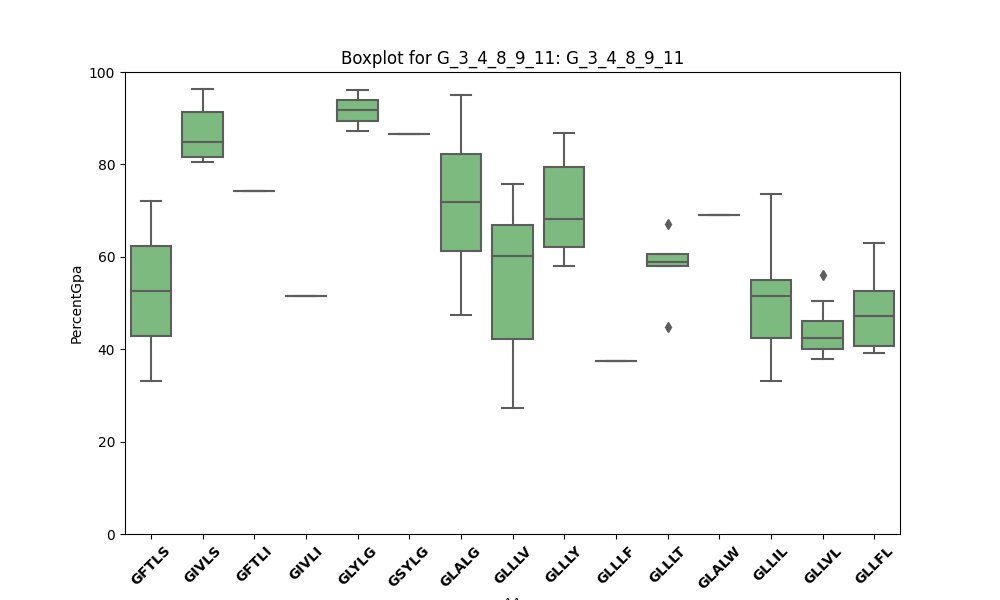 Boxplot for G_3_4_8_9_11: G_3_4_8_9_11
100
80
60
40
20
0
PercentGpa
GFTLS GIVLS GFTLI GIVLI GLYLG GSYLG GLALG GLLLV GLLLY GLLLF GLLLT GLALW GLLIL GLLVL GLLFL